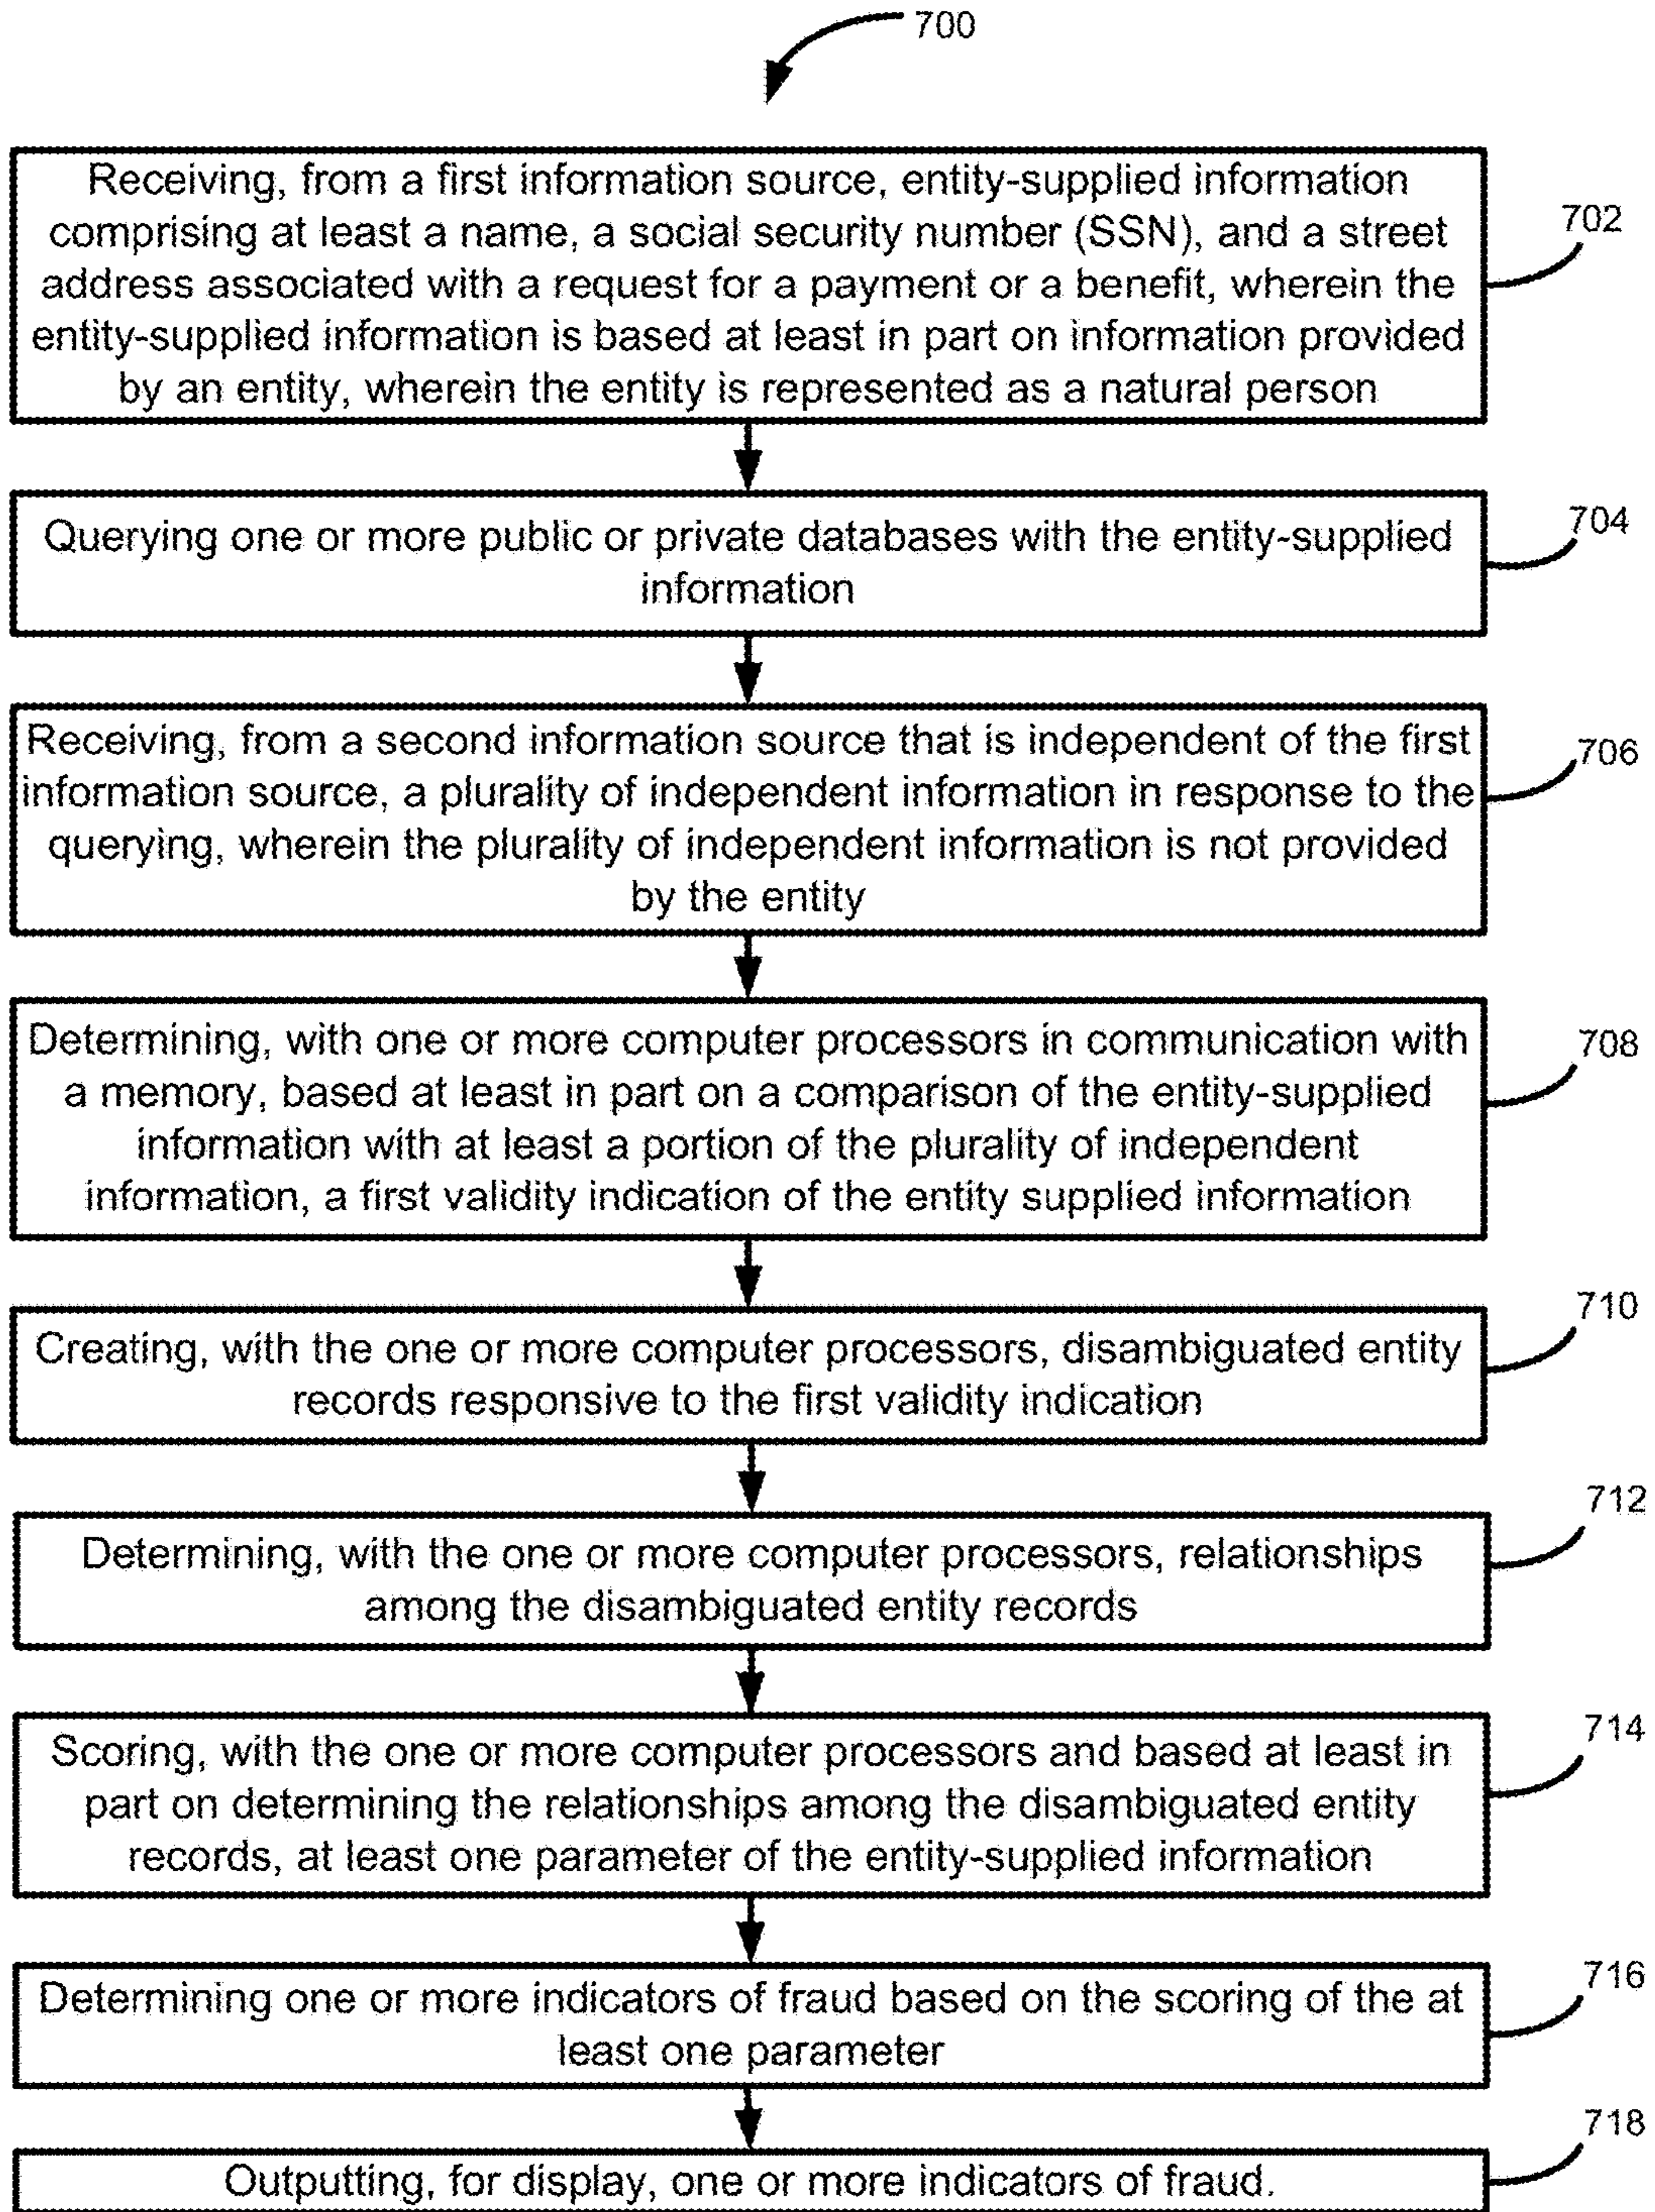 700
Receiving, from a first information source, entity-supplied information
comprising at least a name, a social security number (SSN), and a street
address associated with a request for a payment or a benefit, wherein the
entity-supplied information is based at least in part on information provided
by an entity, wherein the entity is represented as a natural person
702
Querying one or more public or private databases with the entity-supplied
information
704
Receiving, from a second information source that is independent of the first
information source, a plurality of independent information in response to the
querying, wherein the plurality of independent information is not provided
by the entity
706
Determining, with one or more computer processors in communication with
a memory, based at least in part on a comparison of the entity-supplied
information with at least a portion of the plurality of independent
information, a first validity indication of the entity supplied information
708
Creating, with the one or more computer processors, disambiguated entity
records responsive to the first validity indication
710
Determining, with the one or more computer processors, relationships
among the disambiguated entity records
712
Scoring, with the one or more computer processors and based at least in
part on determining the relationships among the disambiguated entity
records, at least one parameter of the entity-supplied information
714
Determining one or more indicators of fraud based on the scoring of the at
least one parameter
716
Outputting, for display, one or more indicators of fraud.
718